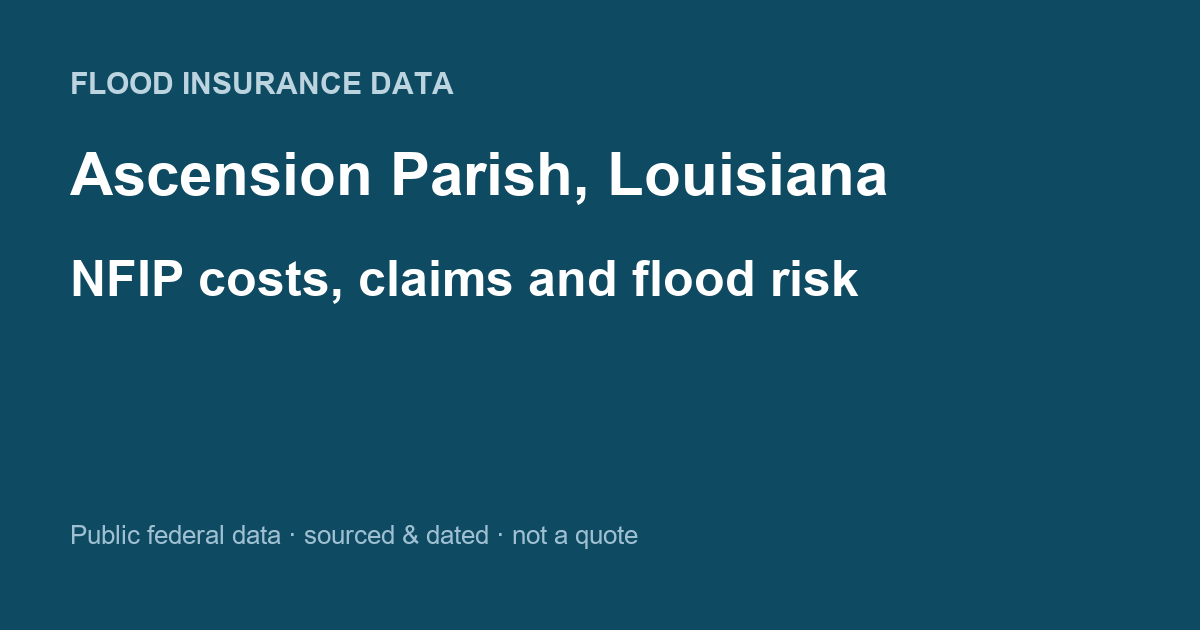 FLOOD INSURANCE DATA
Ascension Parish, Louisiana
NFIP costs, claims and flood risk
Public federal data · sourced & dated · not a quote